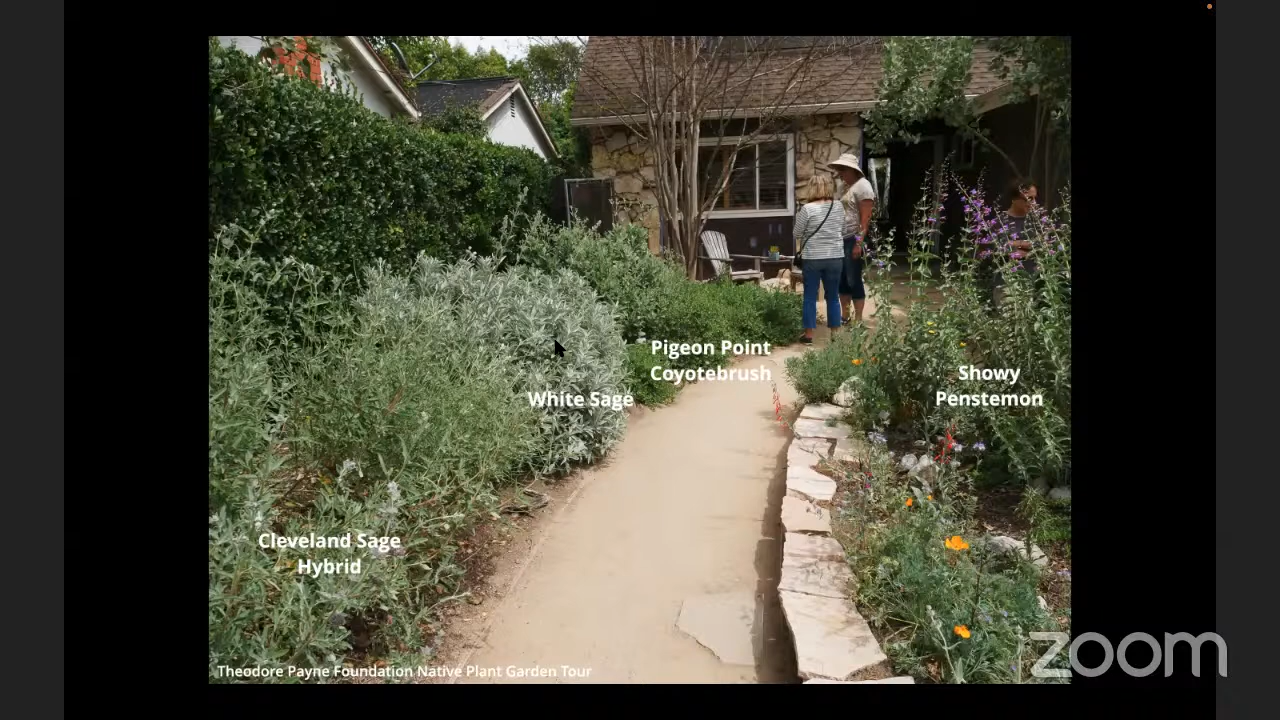 Pigeon Point
Coyotebrush
Showy
Penstemon
White Sage
Cleveland Sage
Hybrid
Theodore Payne Foundation Native Plant Garden Tour
zoom